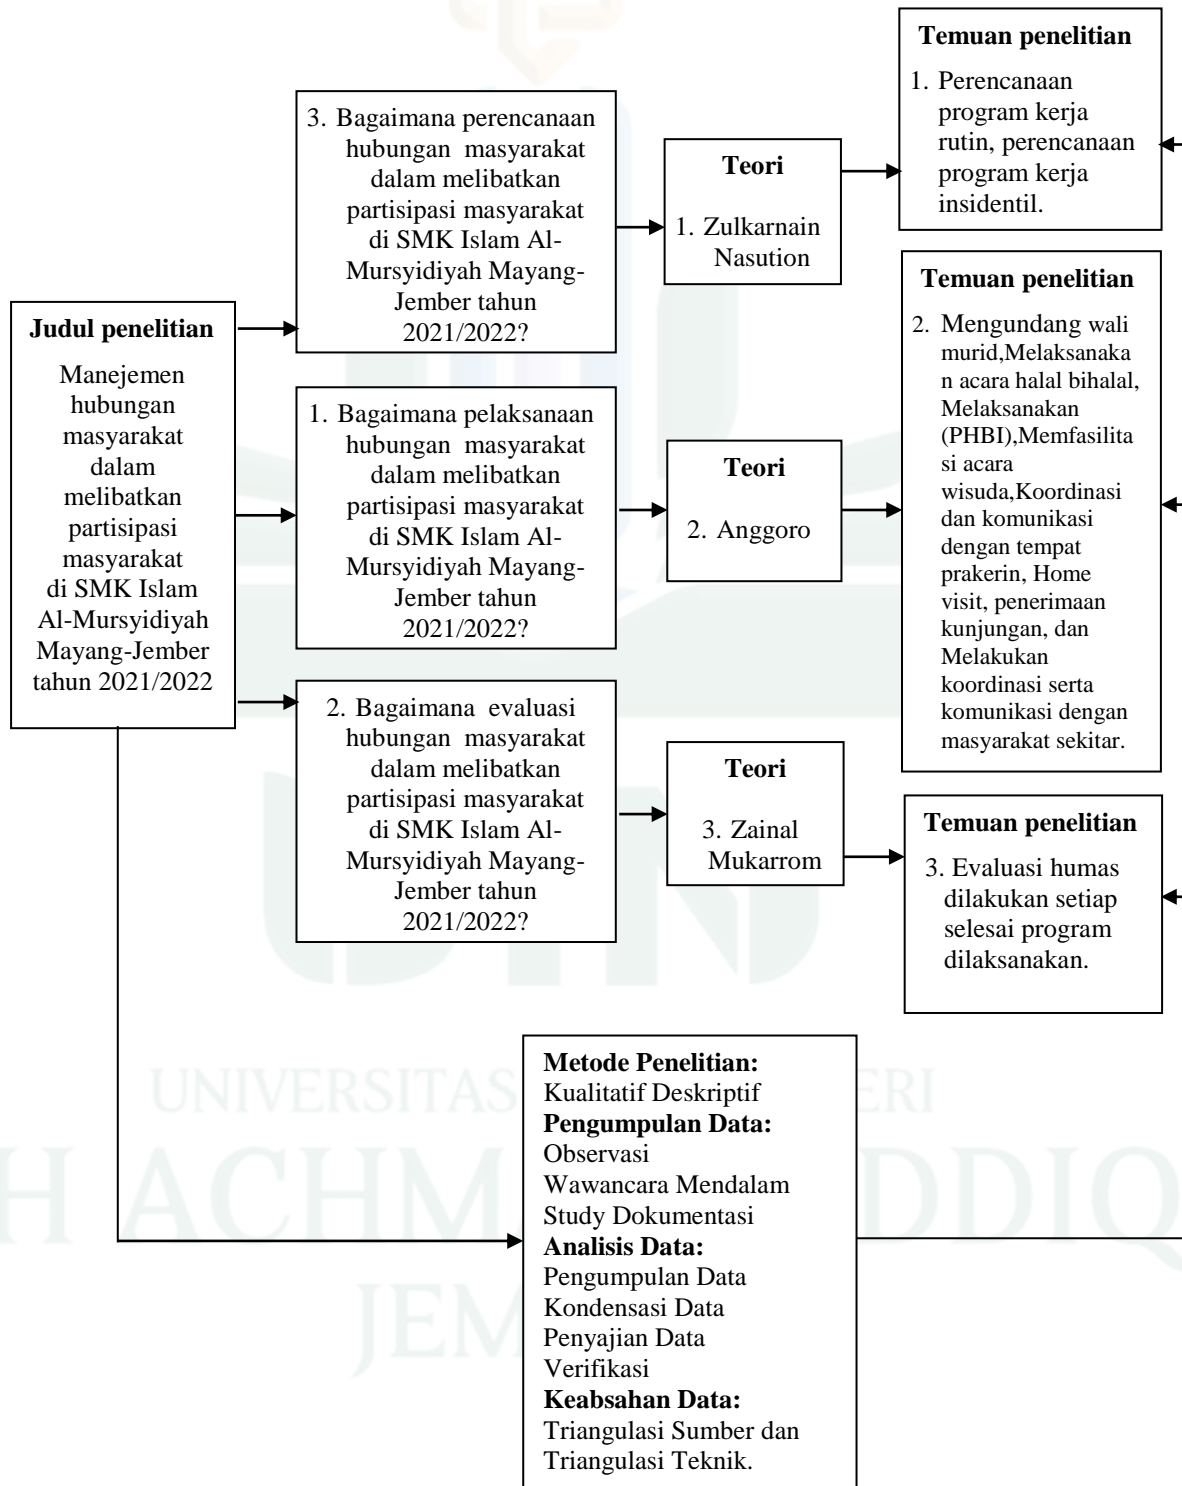 Judul penelitian
Manejemen
hubungan
masyarakat
dalam
melibatkan
partisipasi
masyarakat
di SMK Islam
Al-Mursyidiyah
Mayang-Jember
tahun 2021/2022
3. Bagaimana perencanaan
hubungan masyarakat
dalam melibatkan
partisipasi masyarakat
di SMK Islam Al-
Mursyidiyah Mayang-
Jember tahun
2021/2022?
Teori
1. Zulkarnain
Nasution
Temuan penelitian
1. Perencanaan
program kerja
rutin, perencanaan
program kerja
insidentil.
1. Bagaimana pelaksanaan
hubungan masyarakat
dalam melibatkan
partisipasi masyarakat
di SMK Islam Al-
Mursyidiyah Mayang-
Jember tahun
2021/2022?
Teori
2. Anggoro
Temuan penelitian
2. Mengundang wali
murid,Melaksanaka
n acara halal bihalal,
Melaksanakan
(PHBI),Memfasilita
si acara
wisuda,Koordinasi
dan komunikasi
dengan tempat
prakerin, Home
visit, penerimaan
kunjungan, dan
Melakukan
koordinasi serta
komunikasi dengan
masyarakat sekitar.
2. Bagaimana evaluasi
hubungan masyarakat
dalam melibatkan
partisipasi masyarakat
di SMK Islam Al-
Mursyidiyah Mayang-
Jember tahun
2021/2022?
Teori
3. Zainal
Mukarrom
Temuan penelitian
3. Evaluasi humas
dilakukan setiap
selesai program
dilaksanakan.
Metode Penelitian:
Kualitatif Deskriptif
Pengumpulan Data:
Observasi
Wawancara Mendalam
Study Dokumentasi
Analisis Data:
Pengumpulan Data
Kondensasi Data
Penyajian Data
Verifikasi
Keabsahan Data:
Triangulasi Sumber dan
Triangulasi Teknik.
UNIVERSITAS